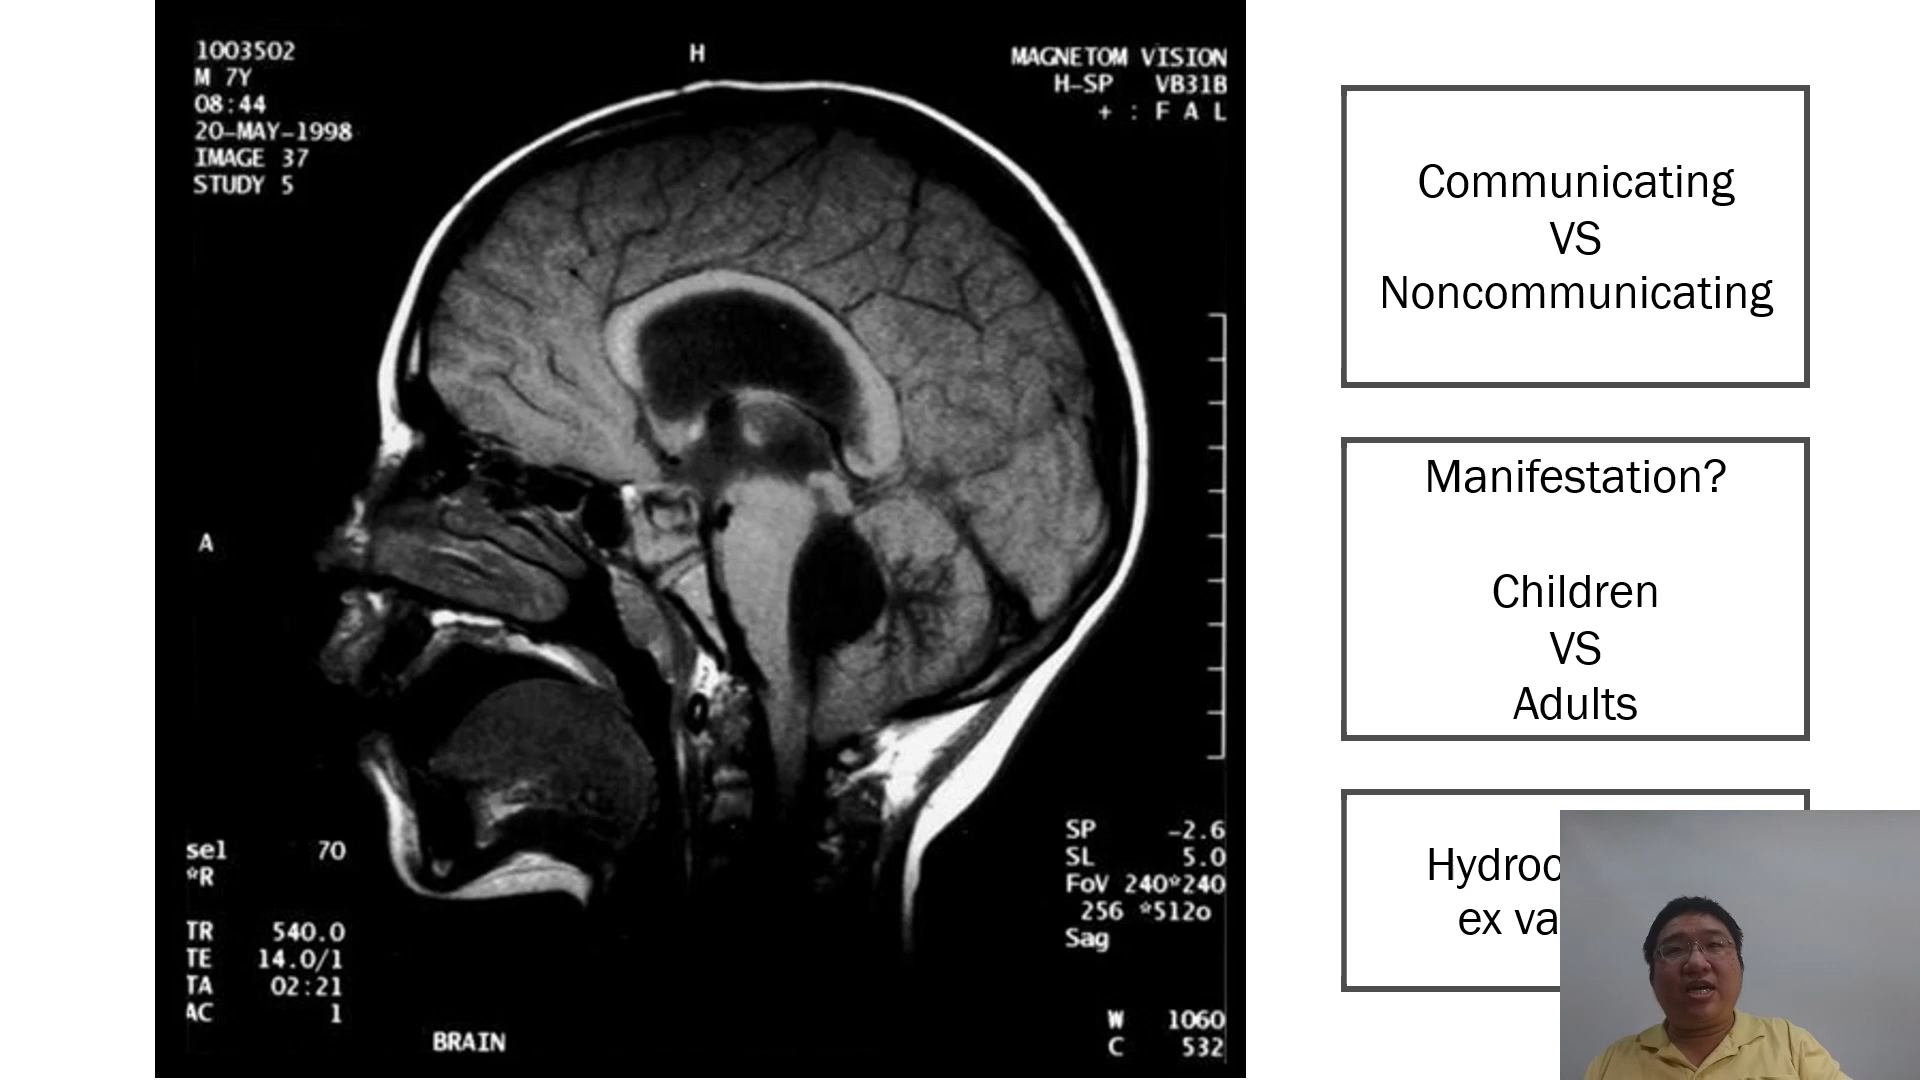 1003502
M 7Y
08:44
20-MAY-1998
IMAGE 37
STUDY 5
H
MAGNETOM VISION
H-SP VB31B
+ : F A L
A
sel 70
*R
TR 540.0
TE 14.0/1
TA 02:21
AC 1
BRAIN
SP -2.6
SL 5.0
FoV 240*240
256 *512o
Sag
W 1060
C 532
Communicating
VS
Noncommunicating
Manifestation?
Children
VS
Adults
Hydroc
ex va